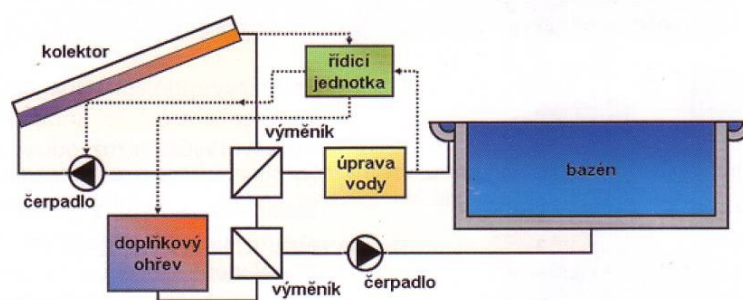 kolektor
řídicí
jednotka
výměník
úprava
vody
bazén
čerpadlo
doplňkový
ohřev
výměník
čerpadlo